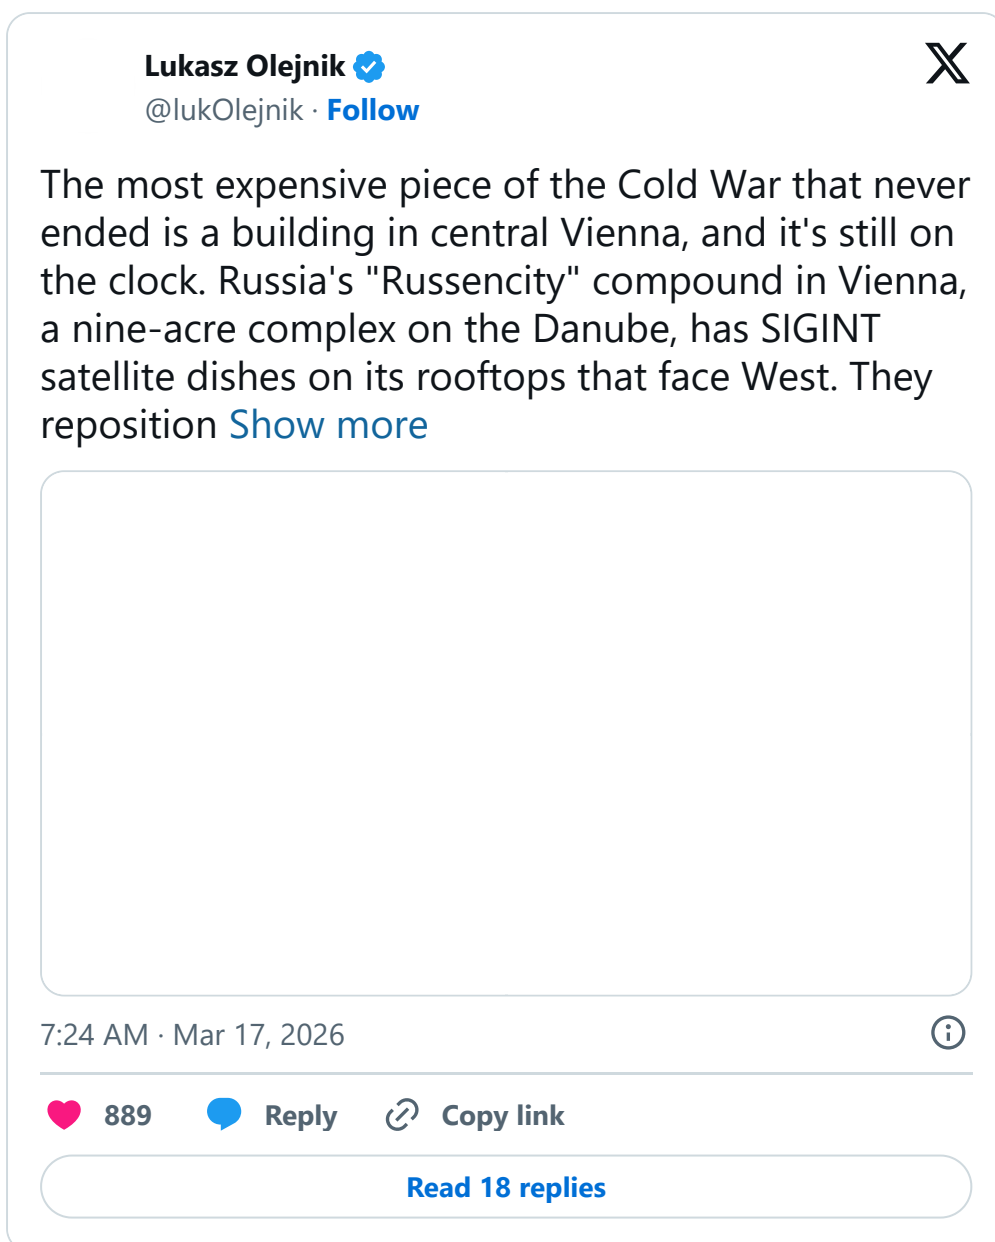 Lukasz Olejnik
@lukOlejnik · Follow
The most expensive piece of the Cold War that never
ended is a building in central Vienna, and it's still on
the clock. Russia's "Russencity" compound in Vienna,
a nine-acre complex on the Danube, has SIGINT
satellite dishes on its rooftops that face West. They
reposition Show more
7:24 AM · Mar 17, 2026
889 Reply Copy link
Read 18 replies